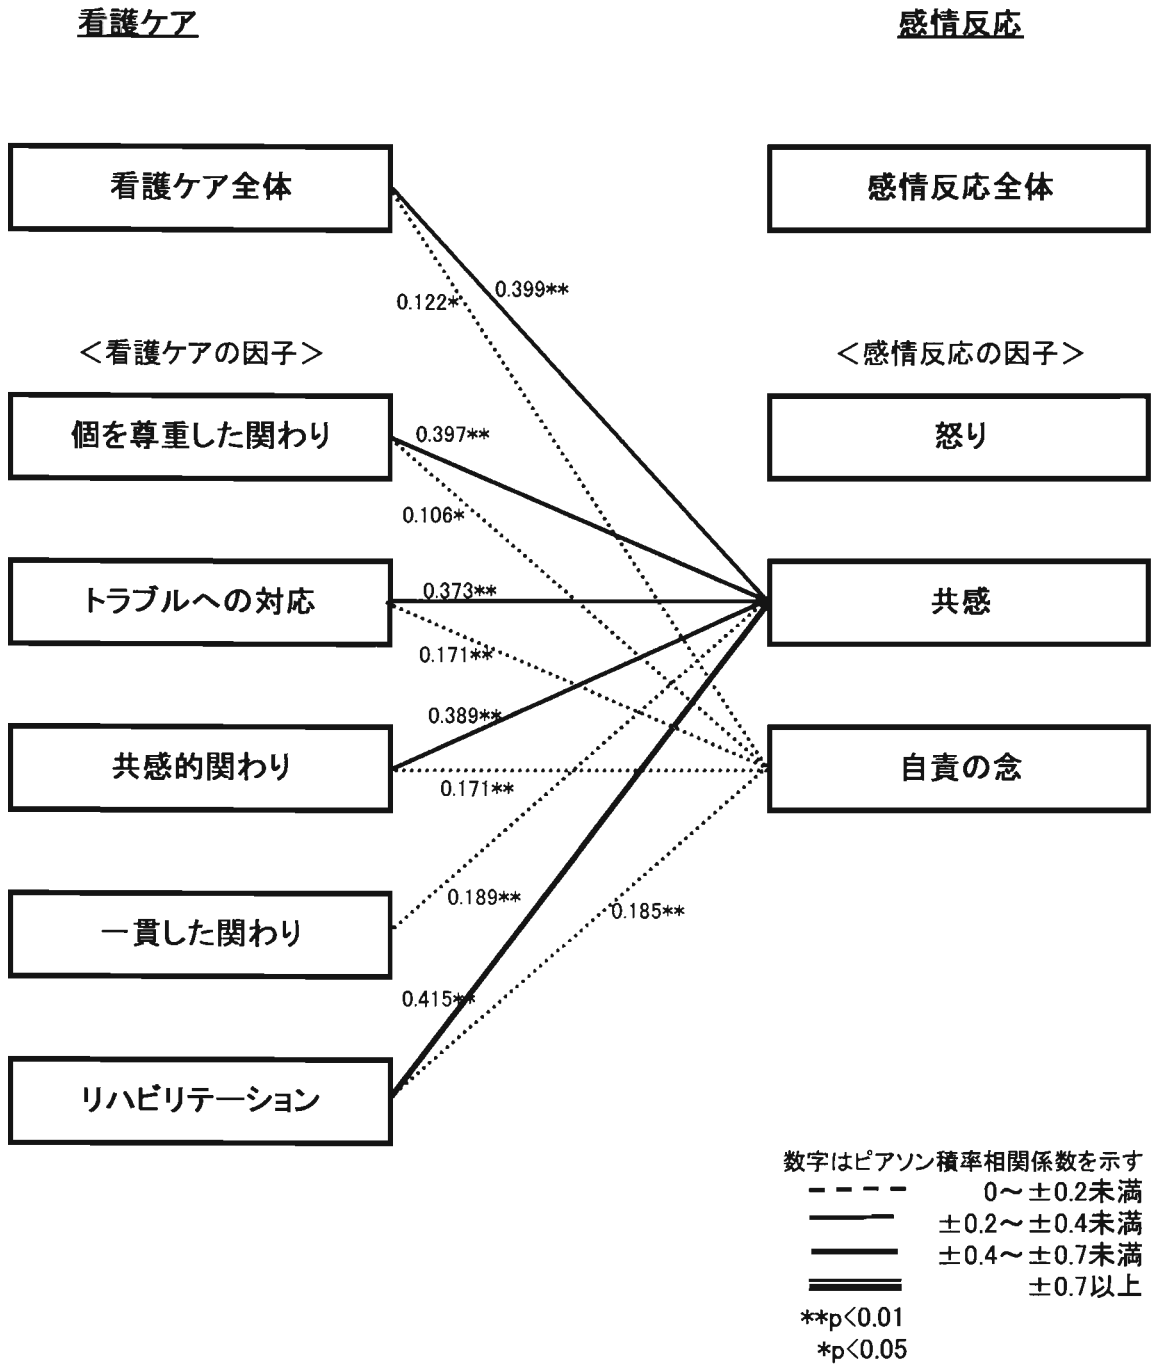 看護ケア
感情反応
看護ケア全体
感情反応全体
0.399**
0.122*
＜看護ケアの因子＞
＜感情反応の因子＞
個を尊重した関わり
怒り
0.397**
0.106*
トラブルへの対応
共感
0.373**
0.171**
0.389**
共感的関わり
自責の念
0.171**
0.189**
0.185**
一貫した関わり
0.415**
リハビリテーション
数字はピアソン積率相関係数を示す
0～±0.2未満
±0.2～±0.4未満
±0.4～±0.7未満
±0.7以上
**p<0.01
*p<0.05